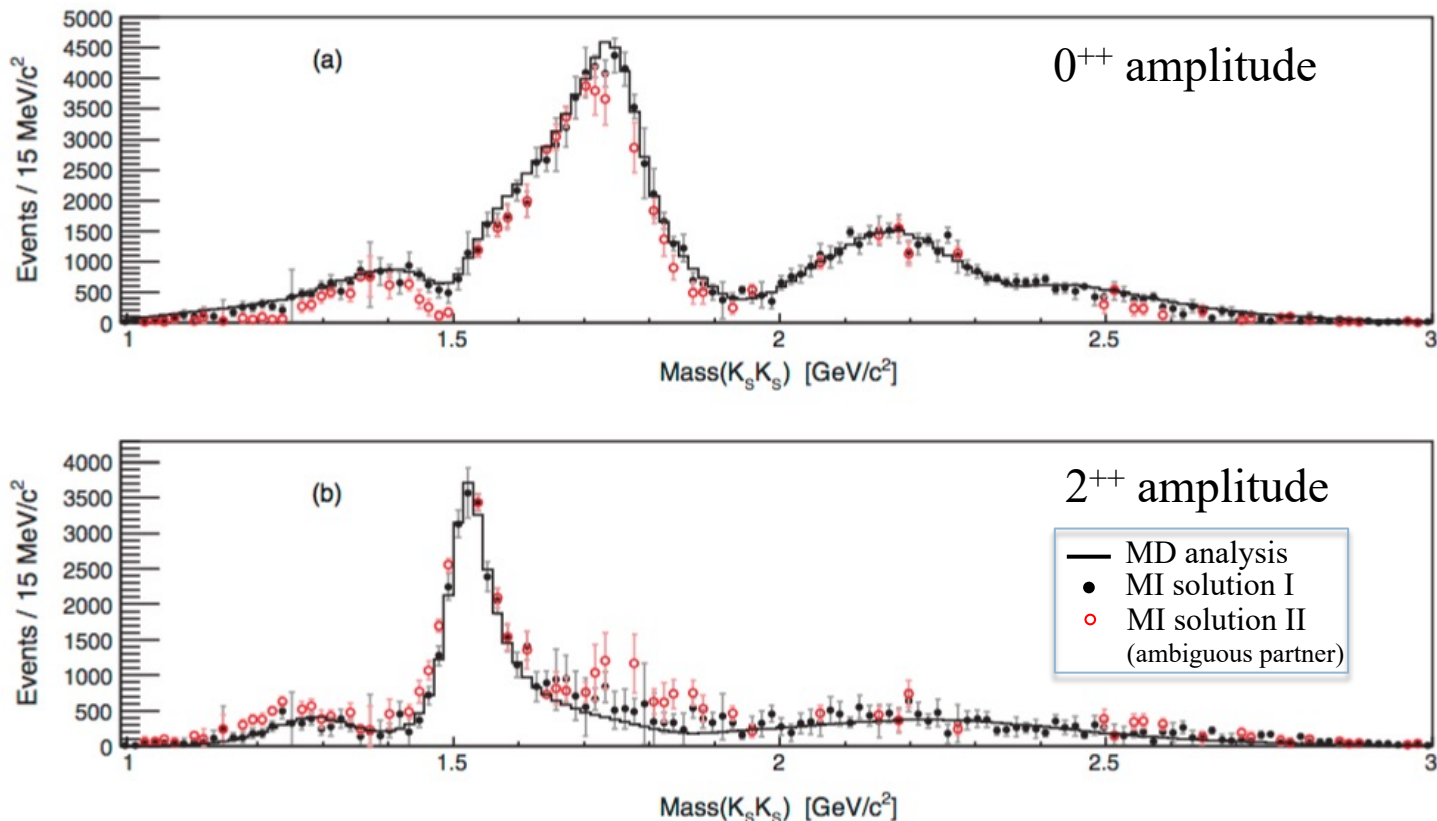 5000
4500
4000
3500
3000
2500
2000
1500
1000
500
0
Events / 15 MeV/c²
(a)
0⁺⁺ amplitude
1 1.5 2 2.5 3
Mass(KₛKₛ) [GeV/c²]
4000
3500
3000
2500
2000
1500
1000
500
0
Events / 15 MeV/c²
(b)
2⁺⁺ amplitude
MD analysis
MI solution I
MI solution II
(ambiguous partner)
1 1.5 2 2.5 3
Mass(KₛKₛ) [GeV/c²]